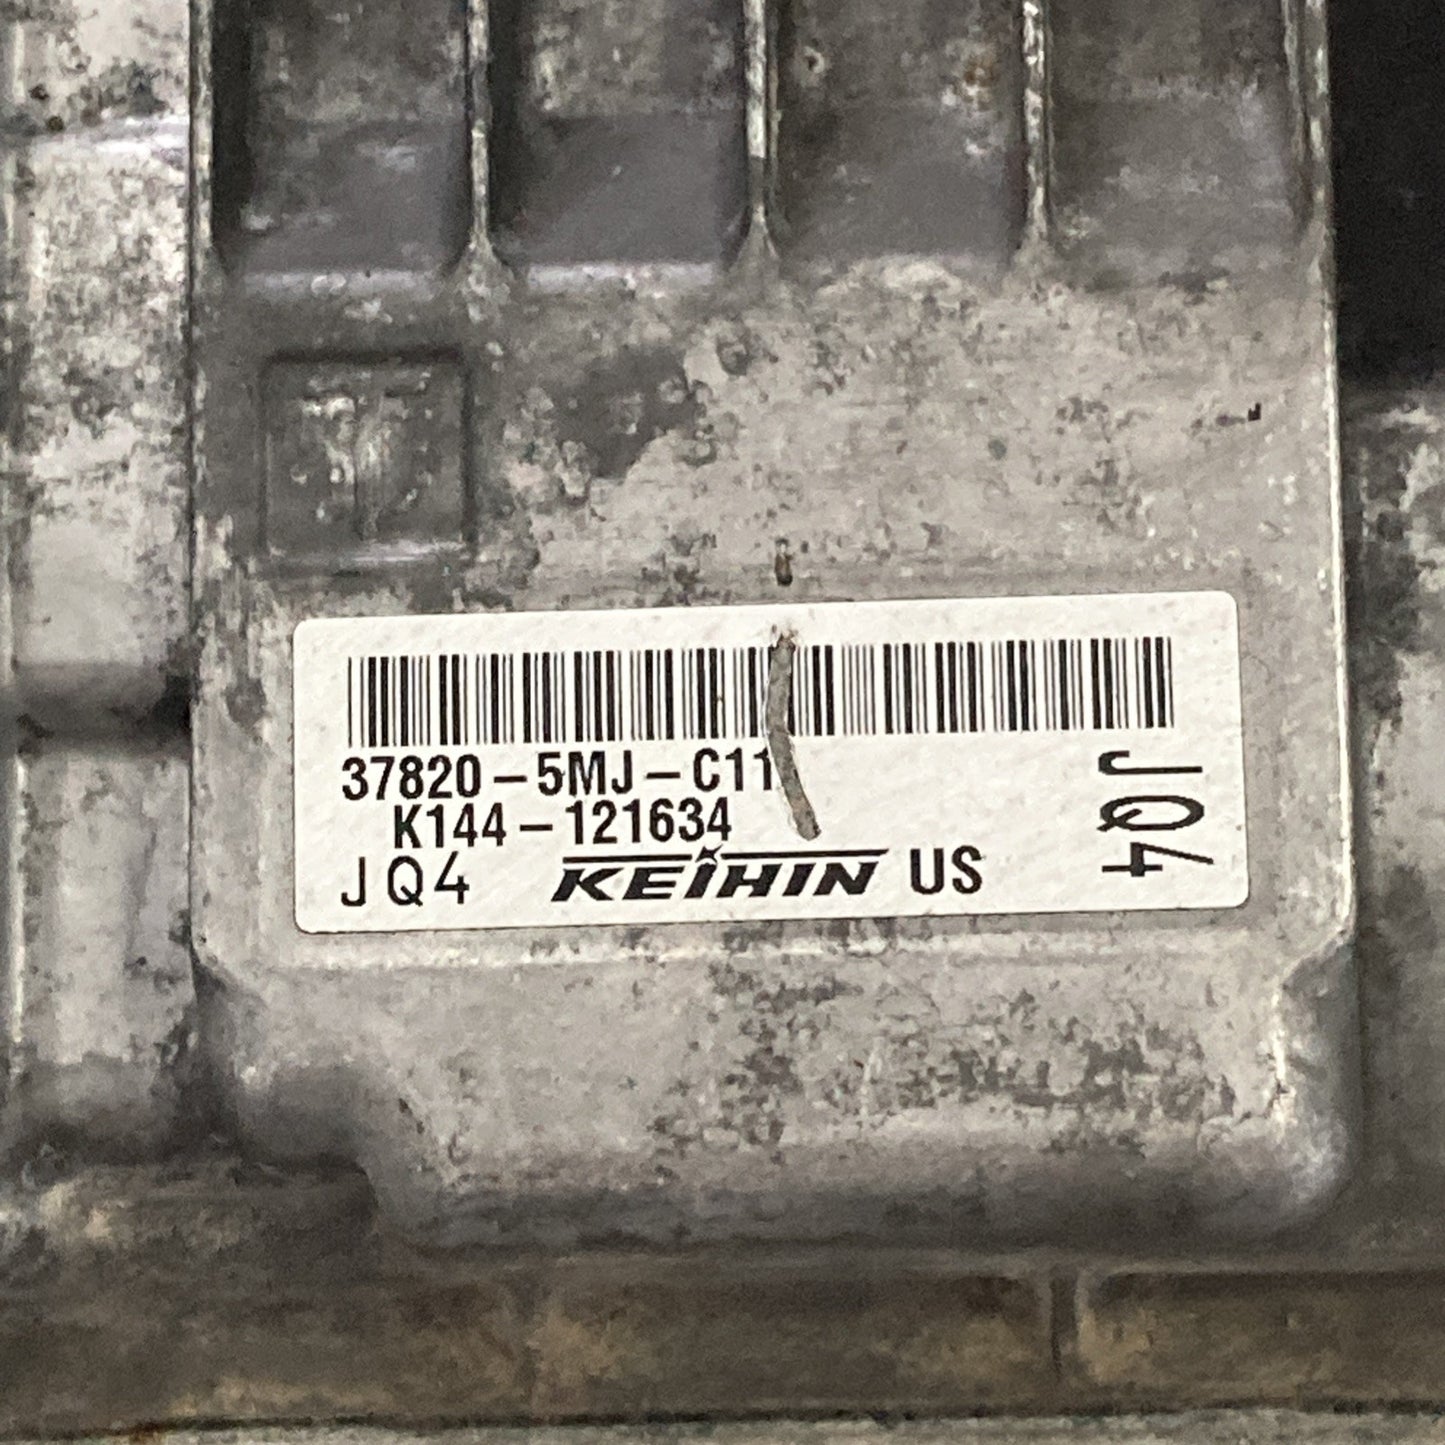 37820-5MJ-C11
K144-121634
JQ4 KEIHIN US
JQ4